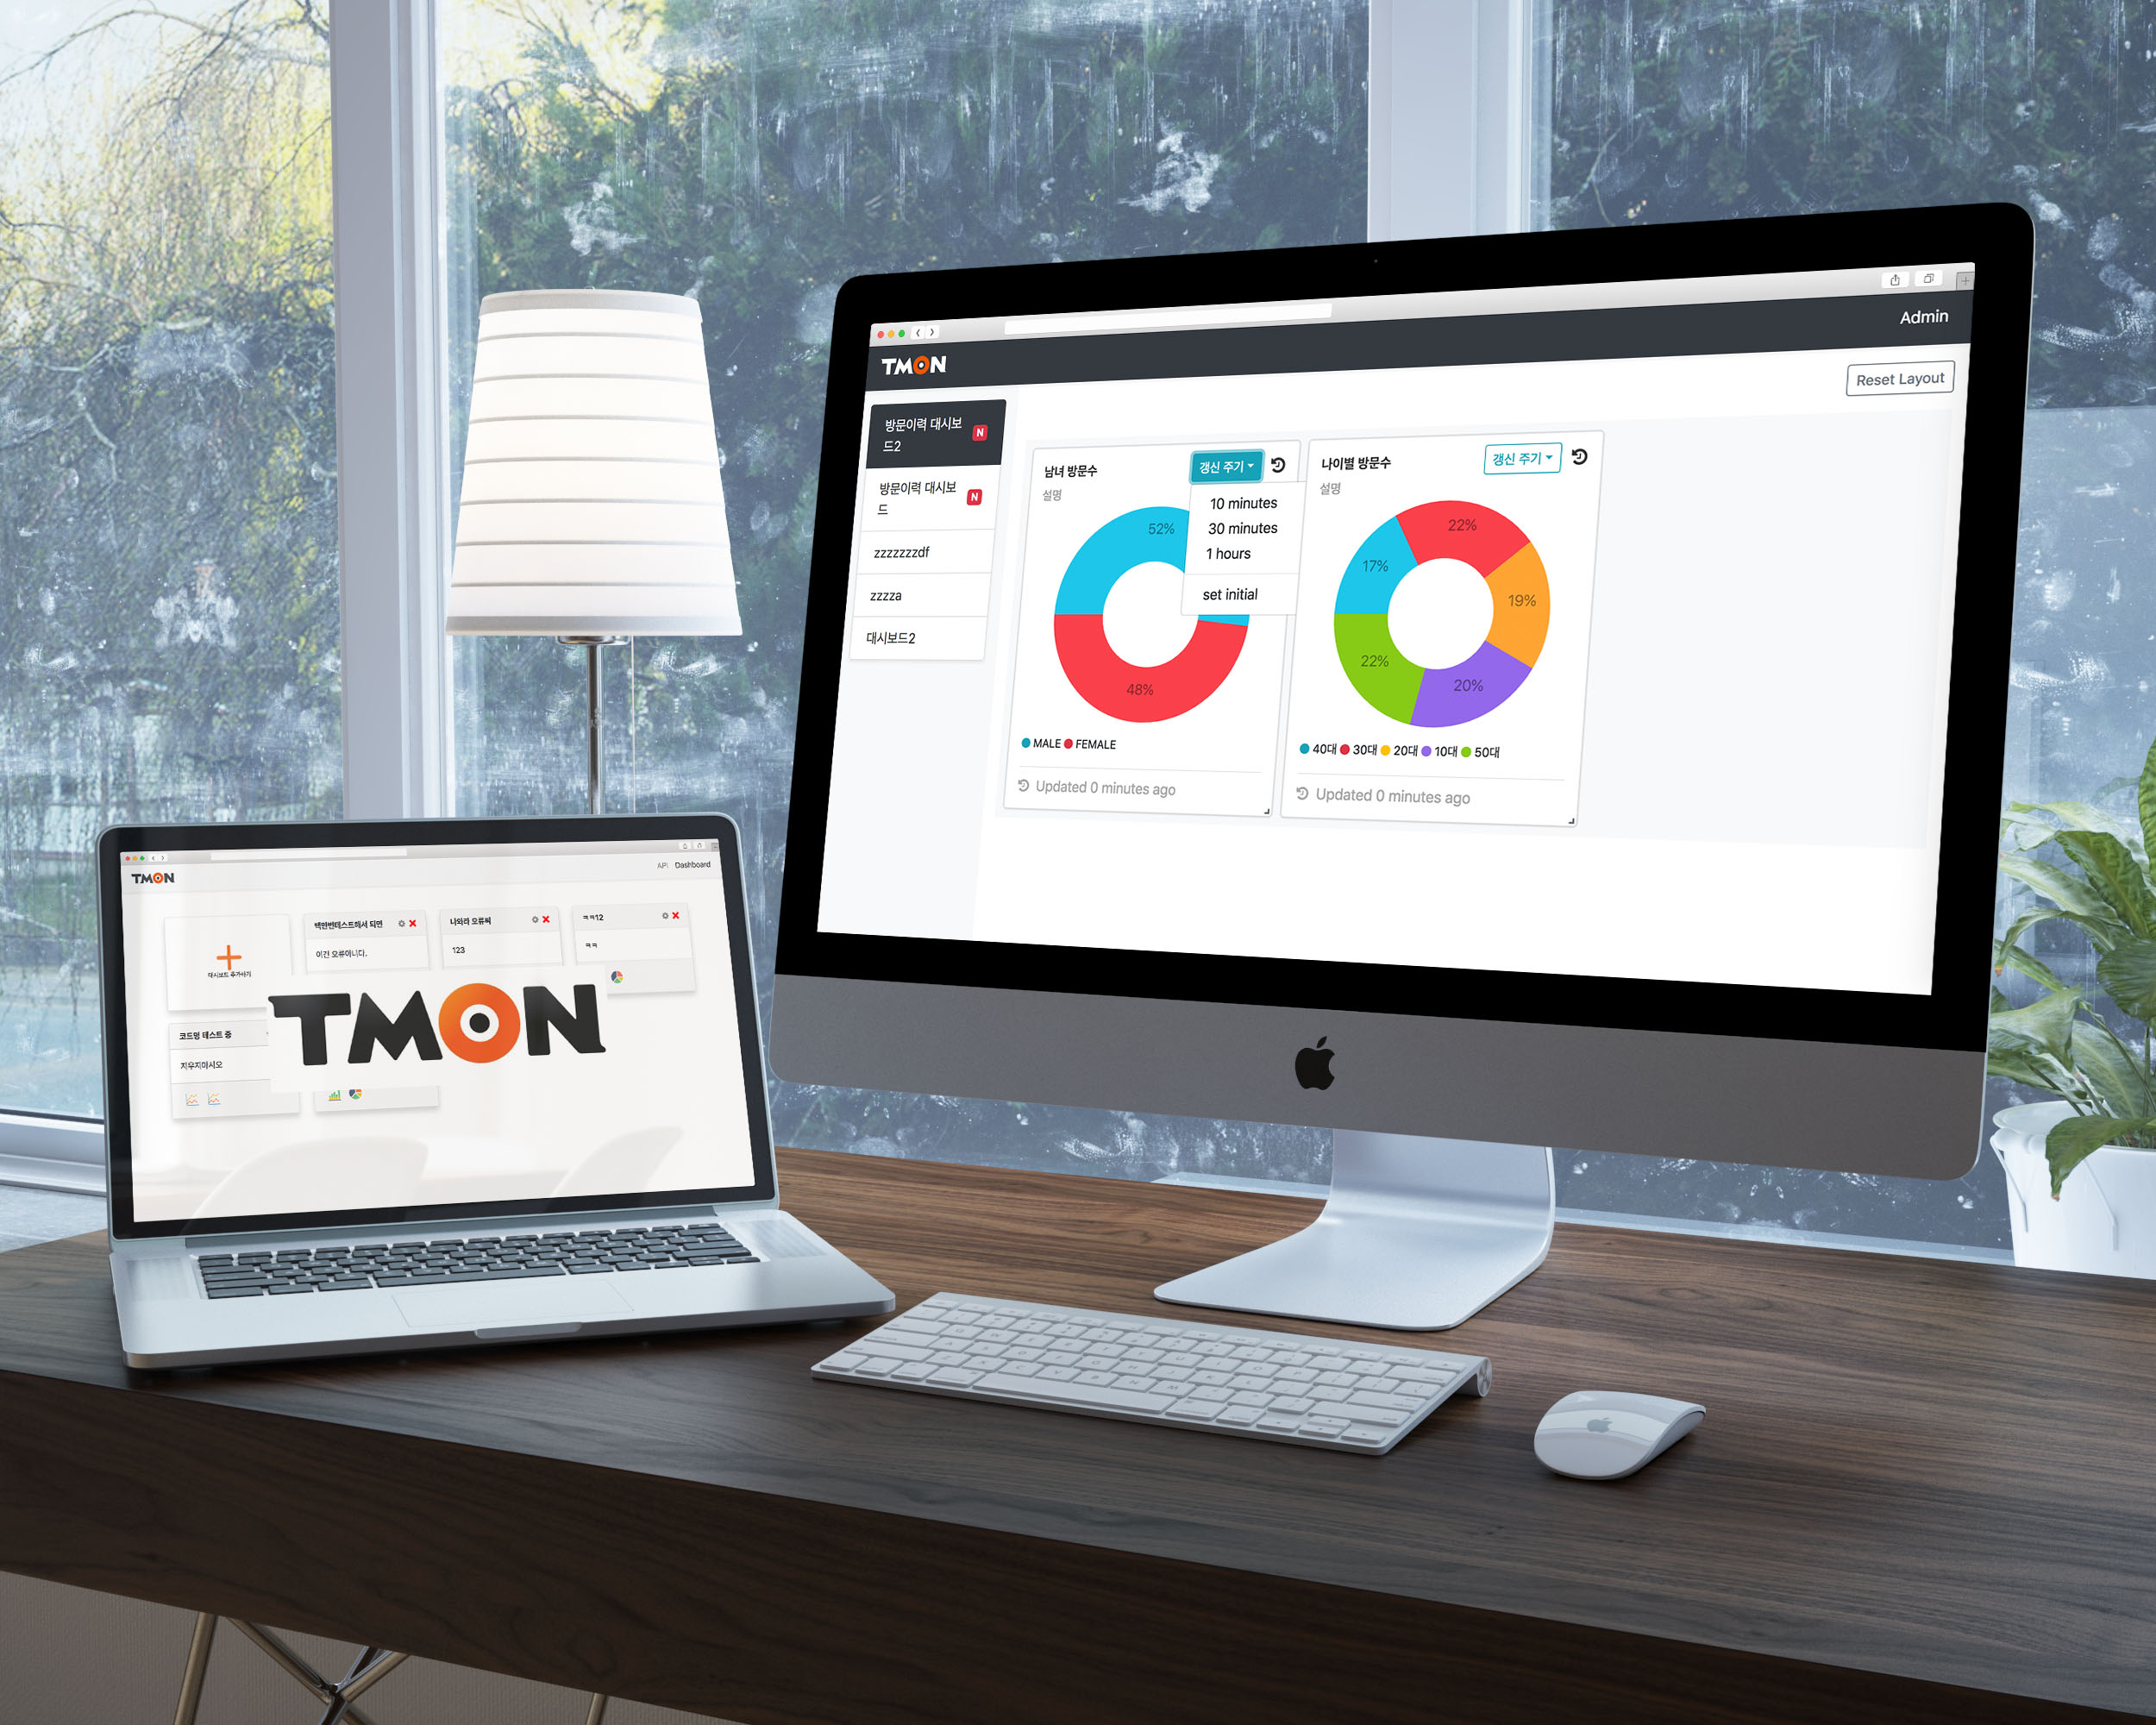 Admin
TMON
Reset Layout
방문이력 대시보
드2
N
방문이력 대시보
드
N
zzzzzzzdf
zzzza
대시보드2
남녀 방문수
갱신 주기
설명
10 minutes
30 minutes
1 hours
set initial
52%
48%
MALE FEMALE
Updated 0 minutes ago
나이별 방문수
갱신 주기
설명
22%
17%
19%
22%
20%
40대 30대 20대 10대 50대
Updated 0 minutes ago
TMON
API Dashboard
대시보드 추가하기
백만번테스트해서 되면
이건 오류아니다.
나와라 오류삐
123
ㅋㅋ12
ㅋㅋ
코드덩 테스트 중
지우지마시오
TMON